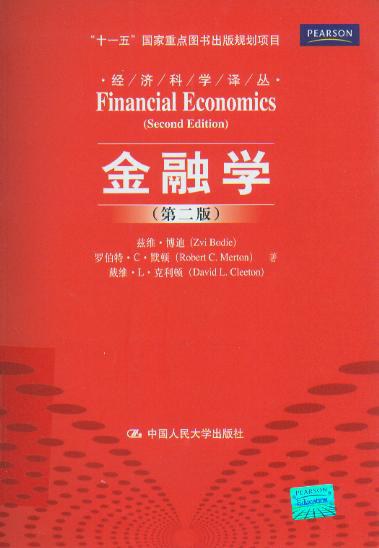 "十一五"国家重点图书出版规划项目
PEARSON
·经/济/科/学/译/丛·
Financial Economics
(Second Edition)
金融学
(第二版)
兹维·博迪 (Zvi Bodie)
罗伯特·C·默顿 (Robert C. Merton) 著
戴维·L·克利顿 (David L. Cleeton)
中国人民大学出版社
PEARSON
Education